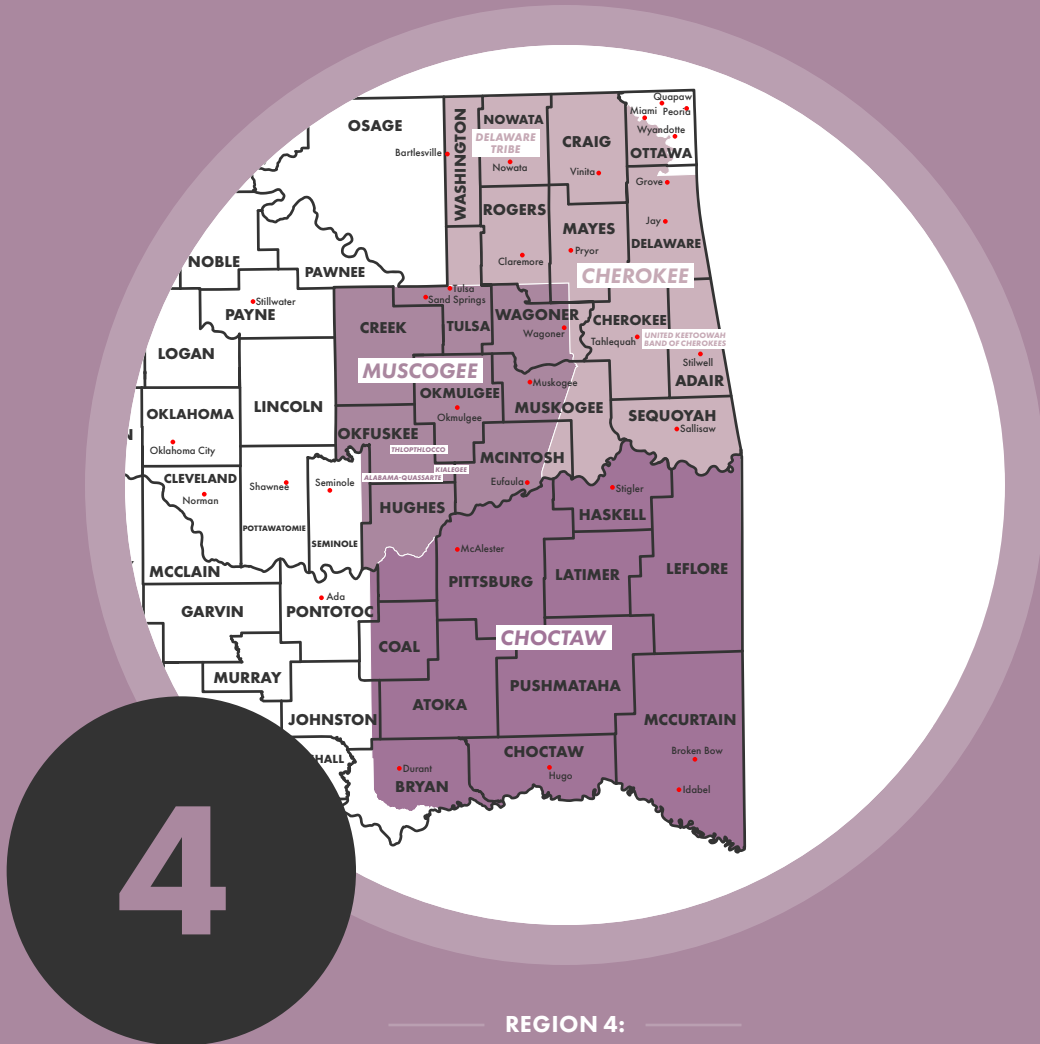 Quapaw
Miami
Peoria
Wyandotte
OTTAWA
OSAGE
WASHINGTON
NOWATA
DELAWARE
TRIBE
Nowata
Bartlesville
CRAIG
Vinita
Grove
Jay
DELAWARE
ROGERS
Claremore
MAYES
Pryor
CHEROKEE
NOBLE
PAWNEE
Stillwater
PAYNE
Tulsa
Sand Springs
CREEK
TULSA
WAGONER
Wagoner
CHEROKEE
Tahlequah
UNITED KEETOOWAH
BAND OF CHEROKEES
Stilwell
ADAIR
LOGAN
MUSCOGEE
OKMULGEE
Okmulgee
Muskogee
MUSKOGEE
SEQUOYAH
Sallisaw
OKLAHOMA
Oklahoma City
LINCOLN
OKFUSKEE
THLOPTHLOCCO
KIALEGEE
ALABAMA-QUASSARTE
MCINTOSH
Eufaula
CLEVELAND
Norman
Shawnee
POTTAWATOMIE
Seminole
SEMINOLE
HUGHES
Stigler
HASKELL
MCCLAIN
McAlester
PITTSBURG
LATIMER
LEFLORE
GARVIN
Ada
PONTOTOC
COAL
CHOCTAW
MURRAY
ATOKA
PUSHMATAHA
JOHNSTON
MCCURTAIN
HALL
Durant
BRYAN
CHOCTAW
Hugo
Broken Bow
Idabel
4
REGION 4: